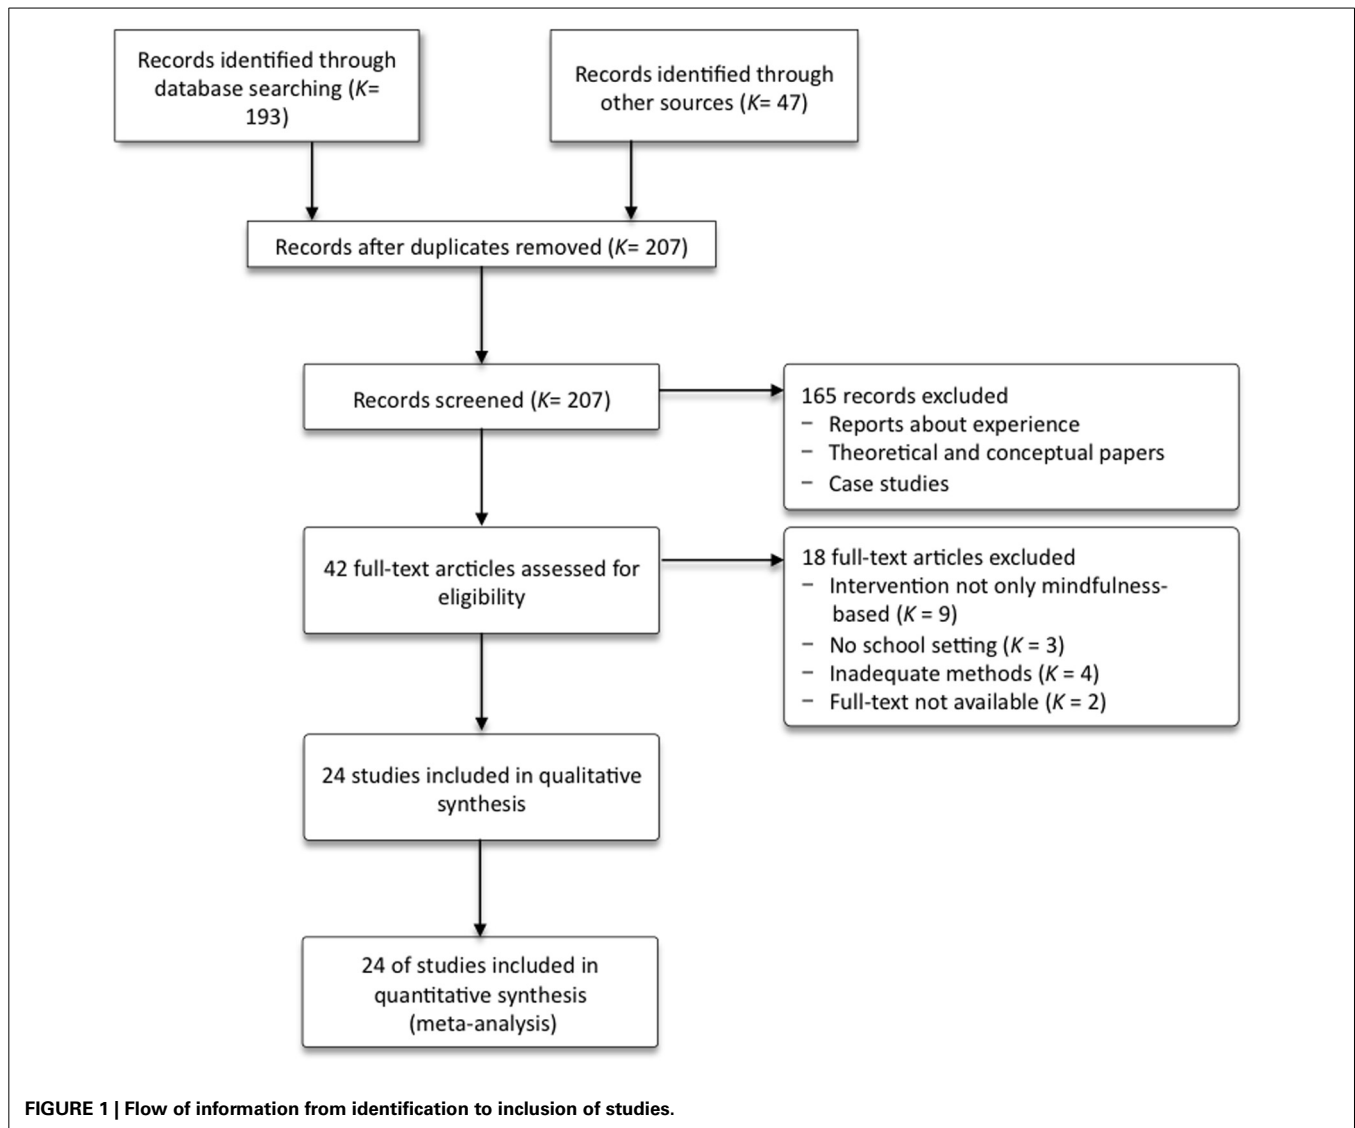 Records identified through
database searching (K=
193)
Records identified through
other sources (K= 47)
Records after duplicates removed (K= 207)
Records screened (K= 207)
165 records excluded
– Reports about experience
– Theoretical and conceptual papers
– Case studies
42 full-text arcticles assessed for
eligibility
18 full-text articles excluded
– Intervention not only mindfulness-
based (K = 9)
– No school setting (K = 3)
– Inadequate methods (K = 4)
– Full-text not available (K = 2)
24 studies included in qualitative
synthesis
24 of studies included in
quantitative synthesis
(meta-analysis)
FIGURE 1 | Flow of information from identification to inclusion of studies.